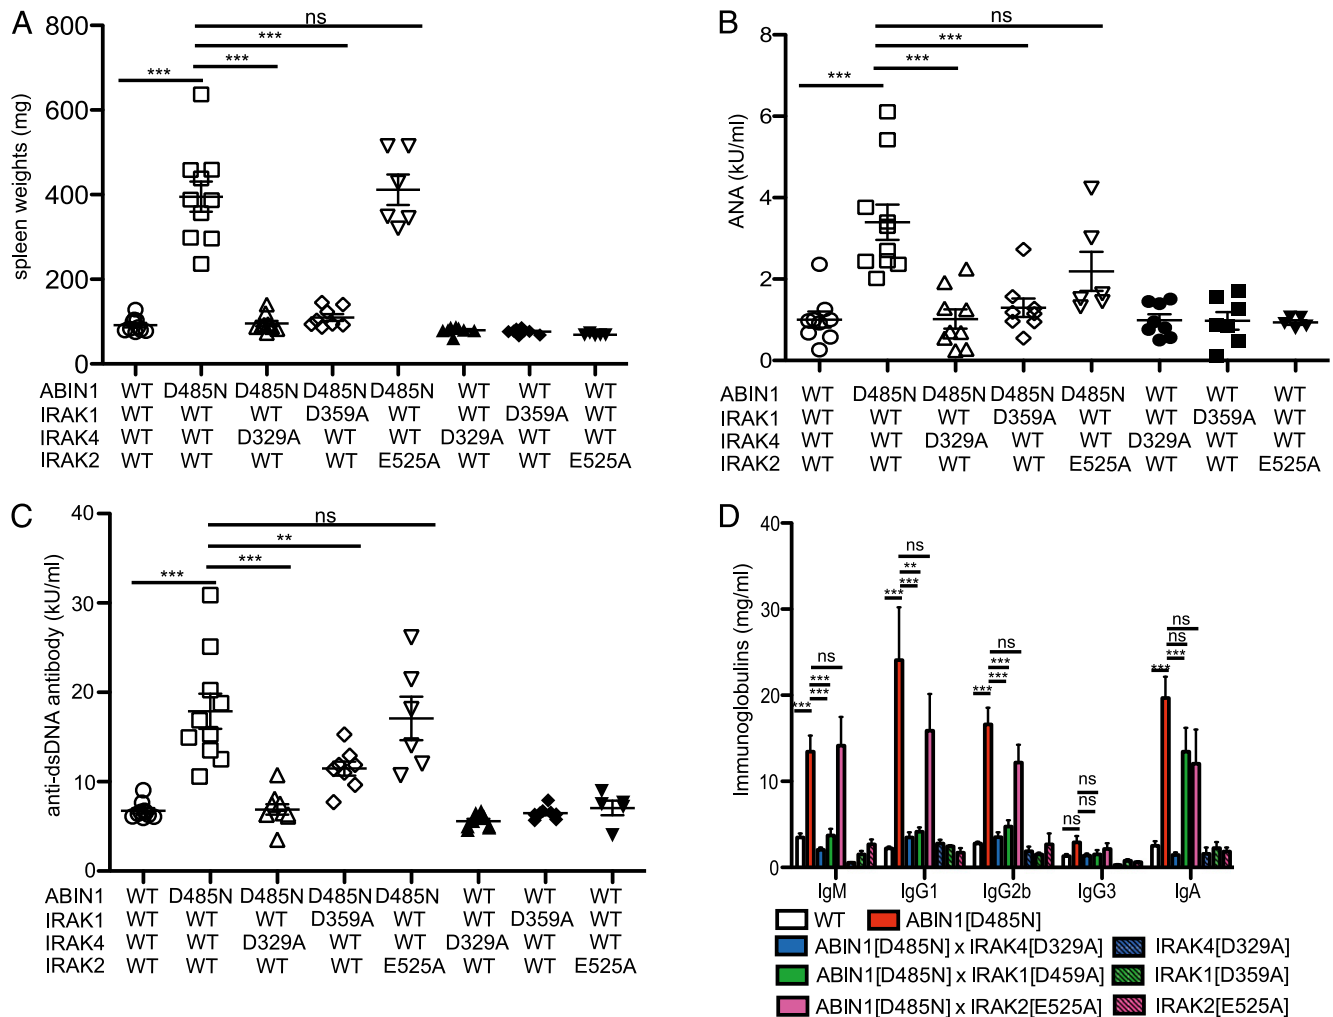 A
spleen weights (mg)
800
600
400
200
0
ns
***
***
***
ABIN1 WT D485N D485N D485N D485N WT WT WT
IRAK1 WT WT WT D359A WT WT D359A WT
IRAK4 WT WT D329A WT WT D329A WT WT
IRAK2 WT WT WT WT E525A WT WT E525A
B
ANA (kU/ml)
8
6
4
2
0
ns
***
***
***
ABIN1 WT D485N D485N D485N D485N WT WT WT
IRAK1 WT WT WT D359A WT WT D359A WT
IRAK4 WT WT D329A WT WT D329A WT WT
IRAK2 WT WT WT WT E525A WT WT E525A
C
anti-dsDNA antibody (kU/ml)
40
30
20
10
0
ns
**
***
***
ABIN1 WT D485N D485N D485N D485N WT WT WT
IRAK1 WT WT WT D359A WT WT D359A WT
IRAK4 WT WT D329A WT WT D329A WT WT
IRAK2 WT WT WT WT E525A WT WT E525A
D
Immunoglobulins (mg/ml)
40
30
20
10
0
ns
***
***
***
ns
**
***
***
ns
***
***
***
ns
ns
ns
ns
ns
***
***
IgM IgG1 IgG2b IgG3 IgA
WT ABIN1[D485N]
ABIN1[D485N] x IRAK4[D329A] IRAK4[D329A]
ABIN1[D485N] x IRAK1[D459A] IRAK1[D359A]
ABIN1[D485N] x IRAK2[E525A] IRAK2[E525A]